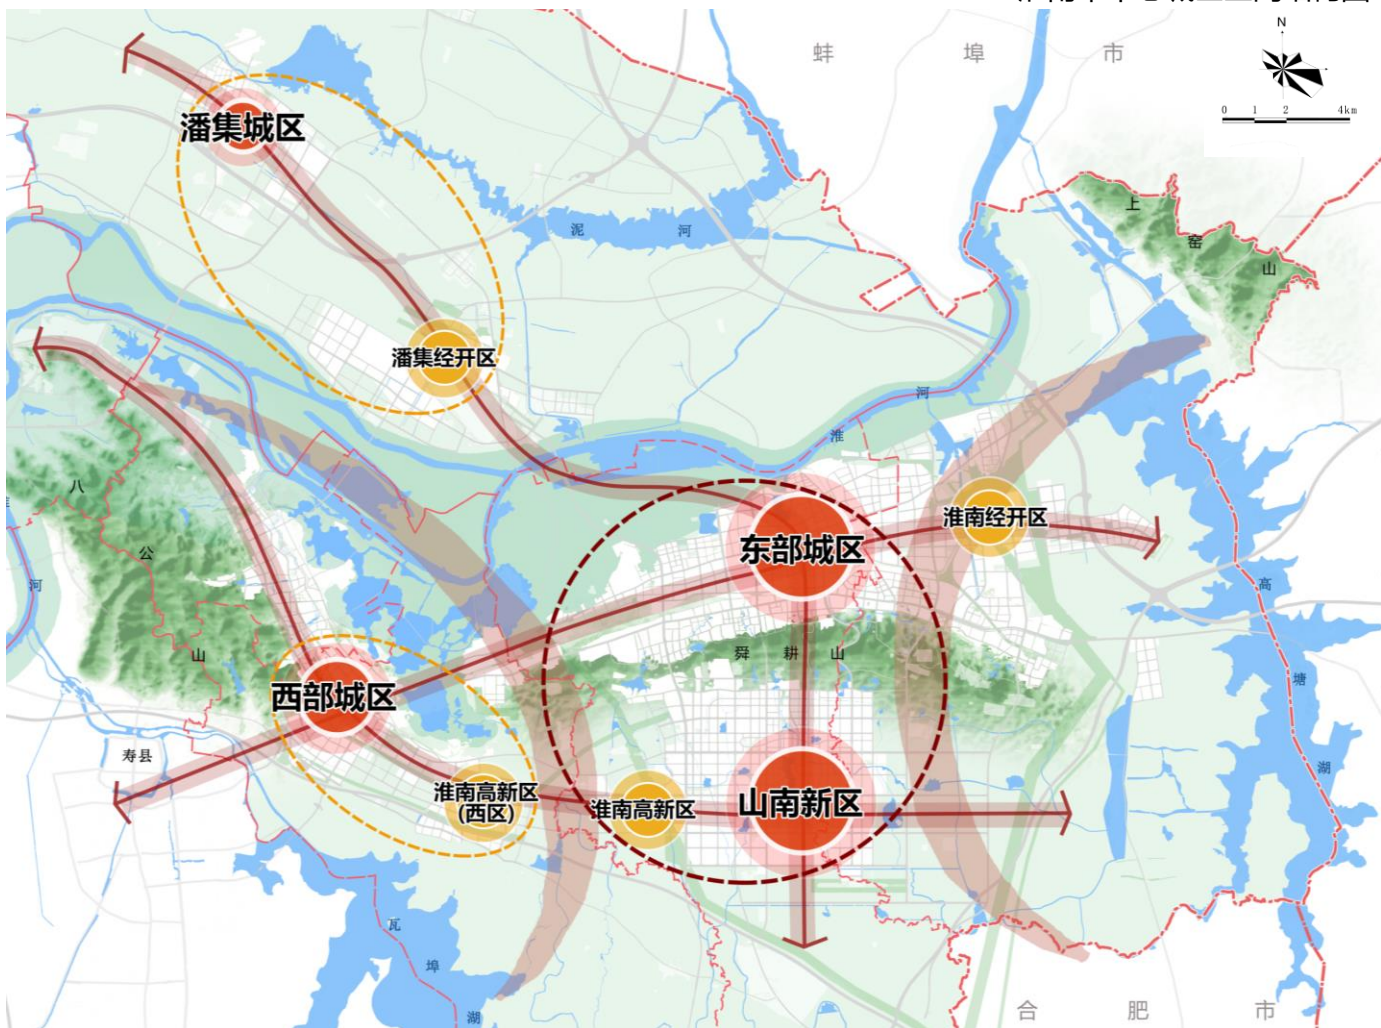 蚌埠市
N
0 1 2 4km
潘集城区
上窑山
泥河
潘集经开区
淮河
八公山
淮南经开区
东部城区
河
高塘湖
舜耕山
西部城区
寿县
淮南高新区
(西区)
淮南高新区
山南新区
瓦埠湖
合肥市